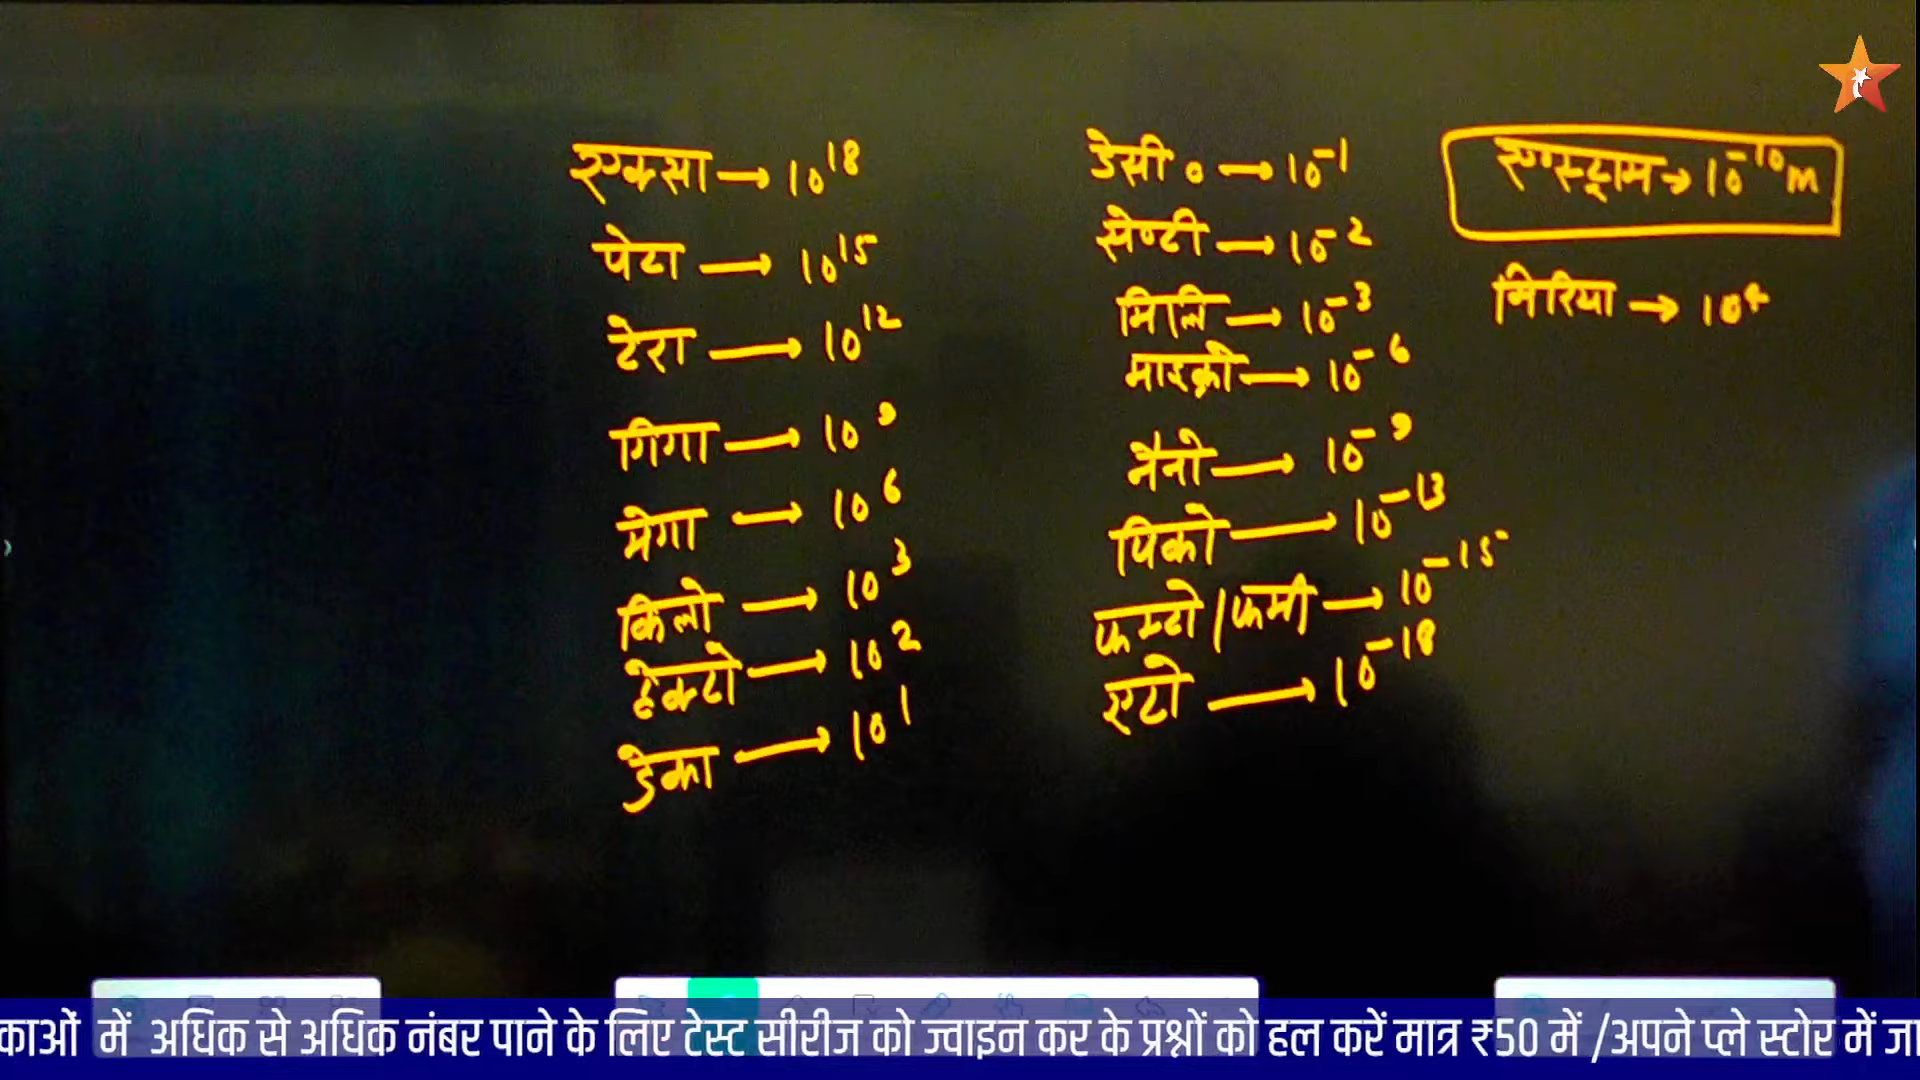 एक्सा → 10^18
पेटा → 10^15
टेरा → 10^12
गिगा → 10^9
मेगा → 10^6
किलो → 10^3
हेक्टो → 10^2
डेका → 10^1
डेसी ० → 10^-1
सेण्टी → 10^-2
मिलि → 10^-3
माइक्रो → 10^-6
नैनो → 10^-9
पिको → 10^-13
फम्टो/फर्मी → 10^-15
एटो → 10^-18
एंग्स्ट्राम → 10^-10 m
मिरिया → 10^4
काओं में अधिक से अधिक नंबर पाने के लिए टेस्ट सीरीज को ज्वाइन कर के प्रश्नों को हल करें मात्र ₹50 में /अपने प्ले स्टोर में जा